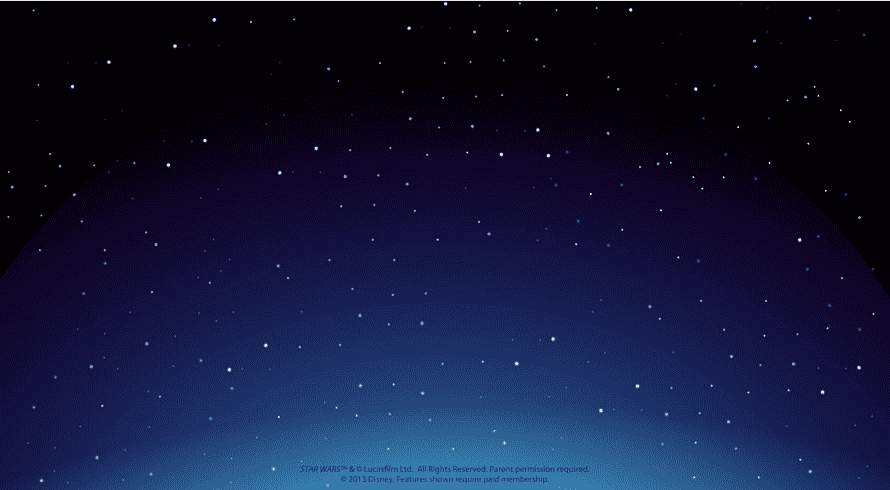 STAR WARS™ & © Lucasfilm Ltd. All Rights Reserved. Parent permission required.
© 2013 Disney. Features shown require paid membership.